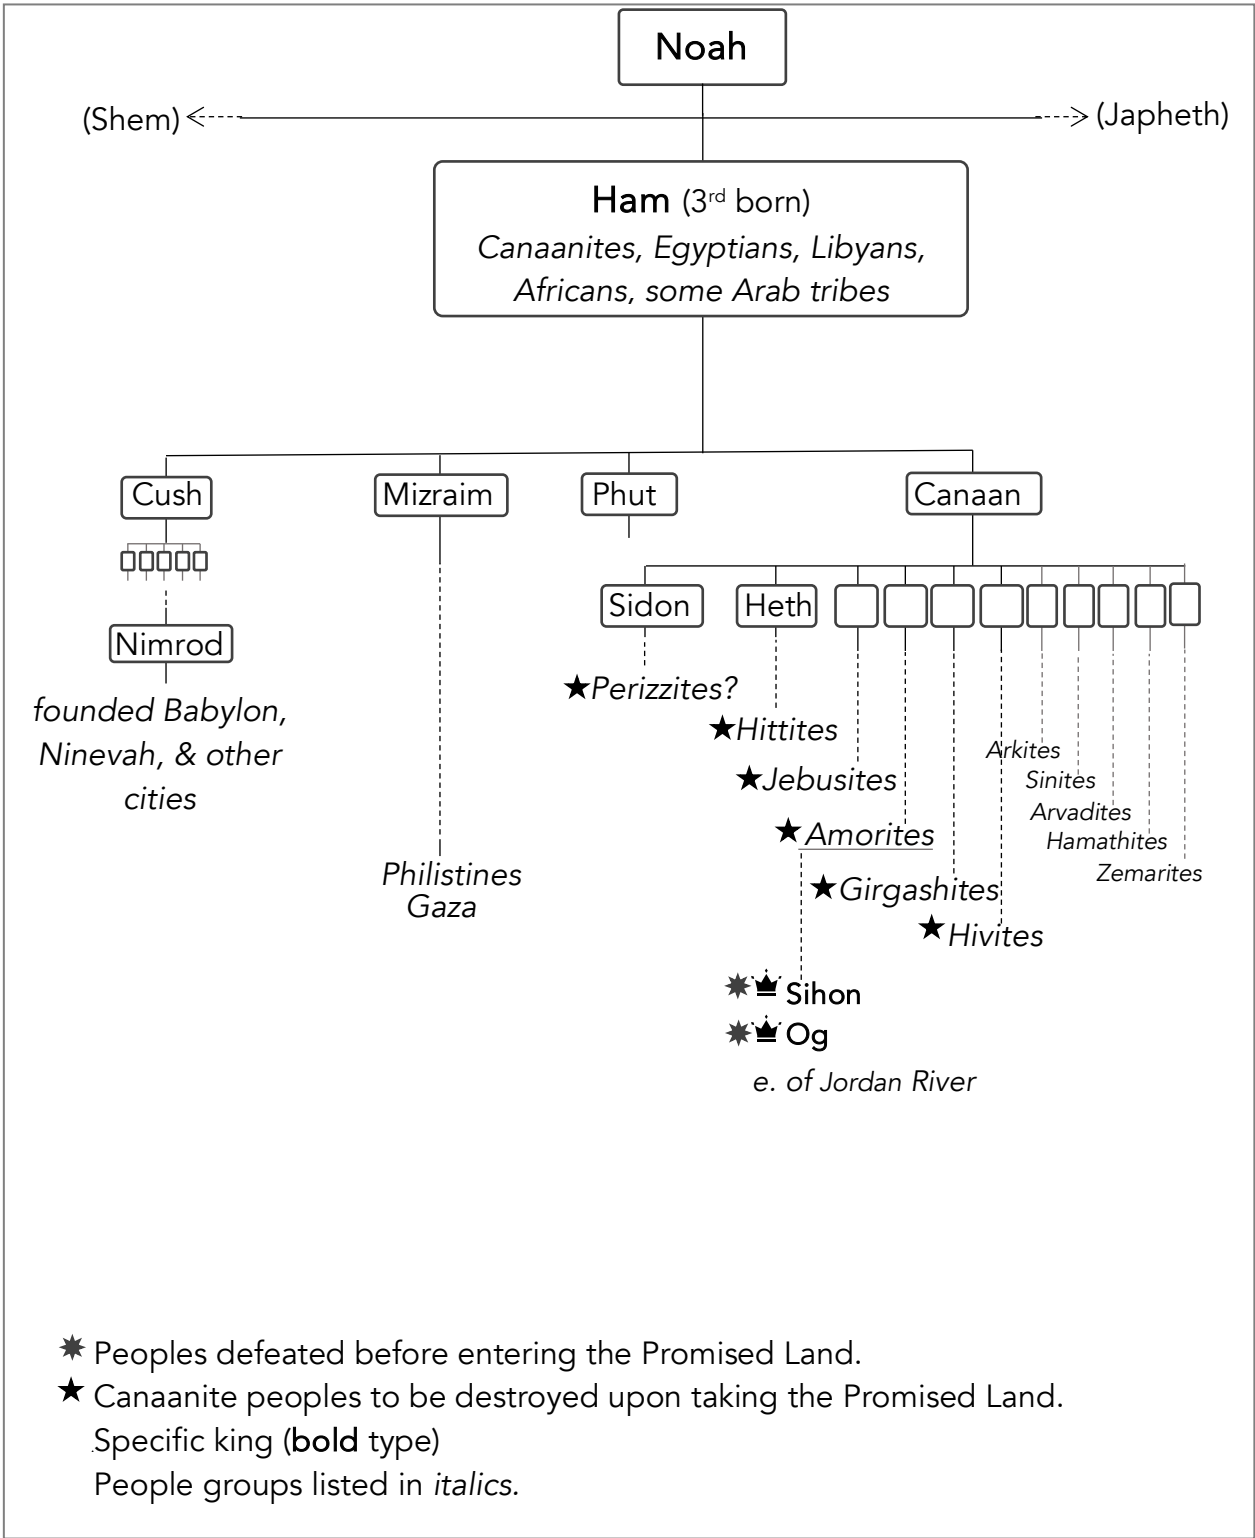 Noah
(Shem)
(Japheth)
Ham (3rd born)
Canaanites, Egyptians, Libyans,
Africans, some Arab tribes
Cush
Mizraim
Phut
Canaan
Sidon
Heth
Nimrod
founded Babylon,
Ninevah, & other
cities
Perizzites?
Hittites
Jebusites
Amorites
Girgashites
Hivites
Arkites
Sinites
Arvadites
Hamathites
Zemarites
Philistines
Gaza
Sihon
Og
e. of Jordan River
Peoples defeated before entering the Promised Land.
Canaanite peoples to be destroyed upon taking the Promised Land.
Specific king (bold type)
People groups listed in italics.